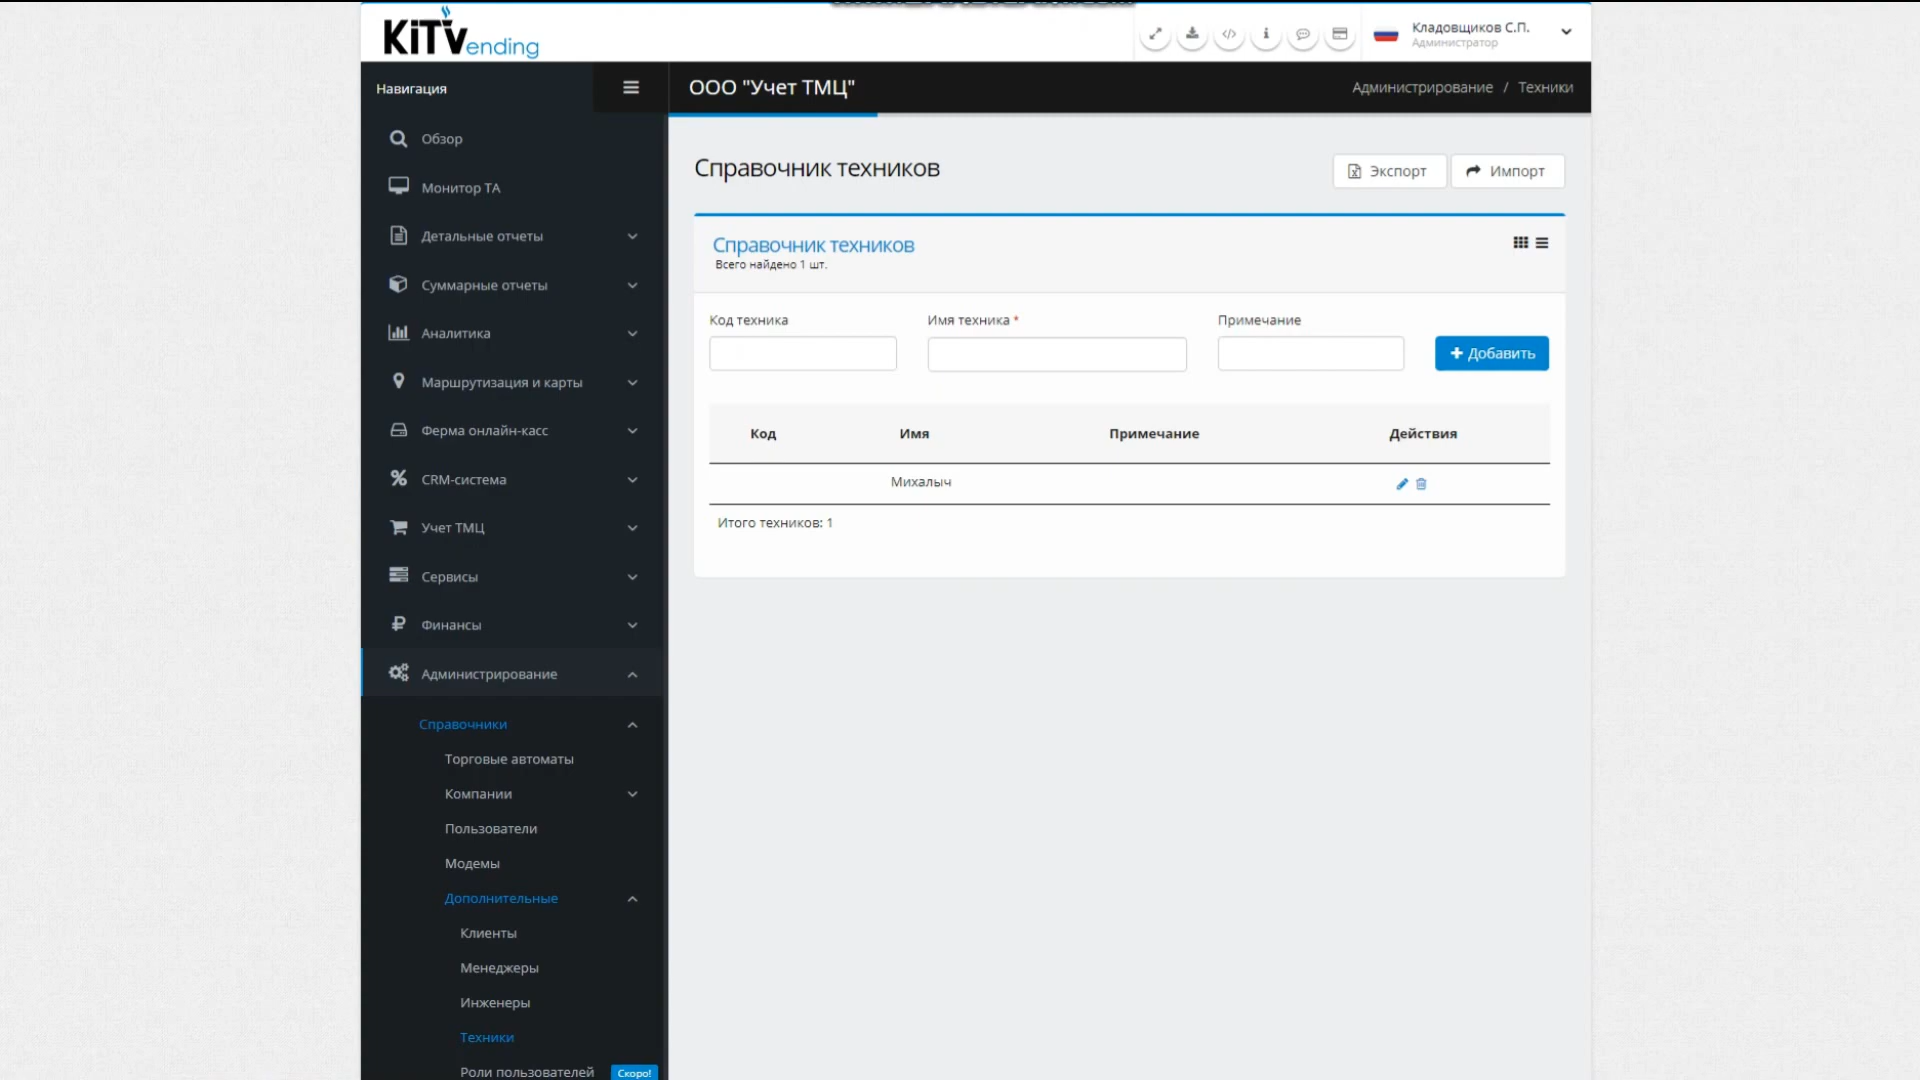 KiTVending
Кладовщиков С.П.
Администратор
Навигация
ООО "Учет ТМЦ"
Администрирование / Техники
Обзор
Монитор ТА
Детальные отчеты
Суммарные отчеты
Аналитика
Маршрутизация и карты
Ферма онлайн-касс
CRM-система
Учет ТМЦ
Сервисы
Финансы
Администрирование
Справочники
Торговые автоматы
Компании
Пользователи
Модемы
Дополнительные
Клиенты
Менеджеры
Инженеры
Техники
Роли пользователей Скоро!
Справочник техников
Экспорт Импорт
Справочник техников
Всего найдено 1 шт.
Код техника Имя техника * Примечание
Добавить
Код Имя Примечание Действия
Михалыч
Итого техников: 1